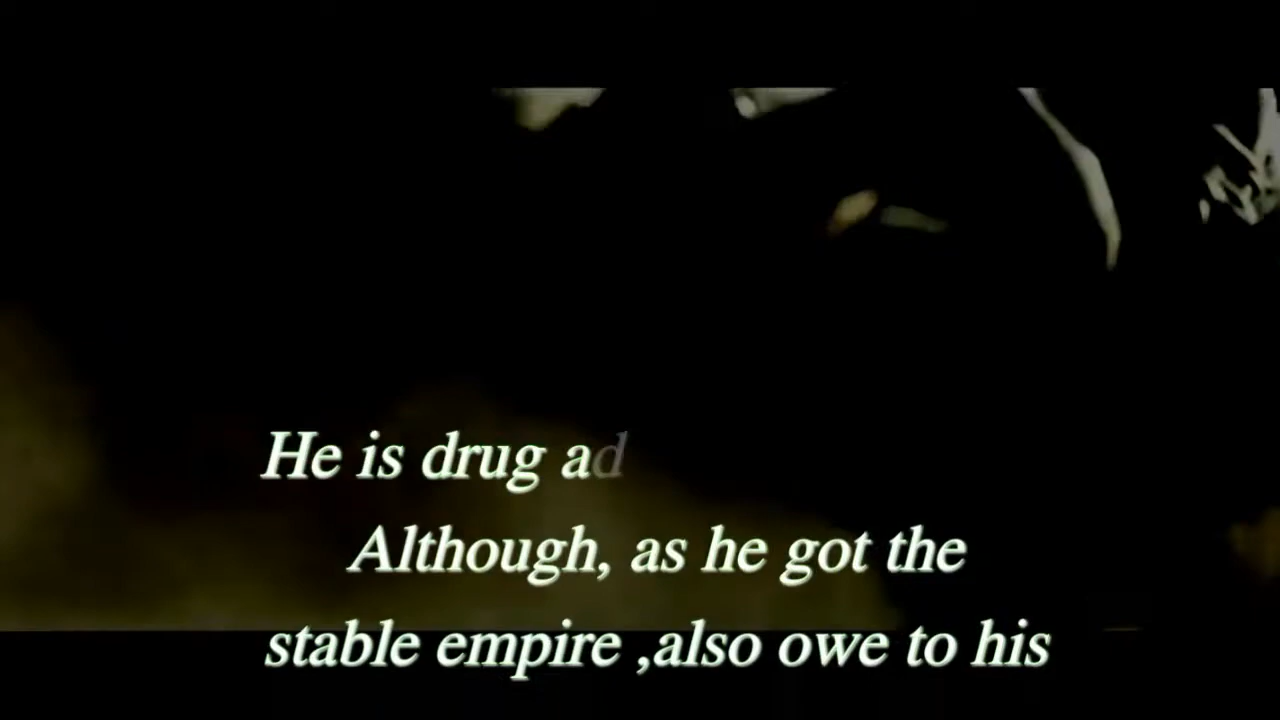 He is drug ad
Although, as he got the
stable empire ,also owe to his